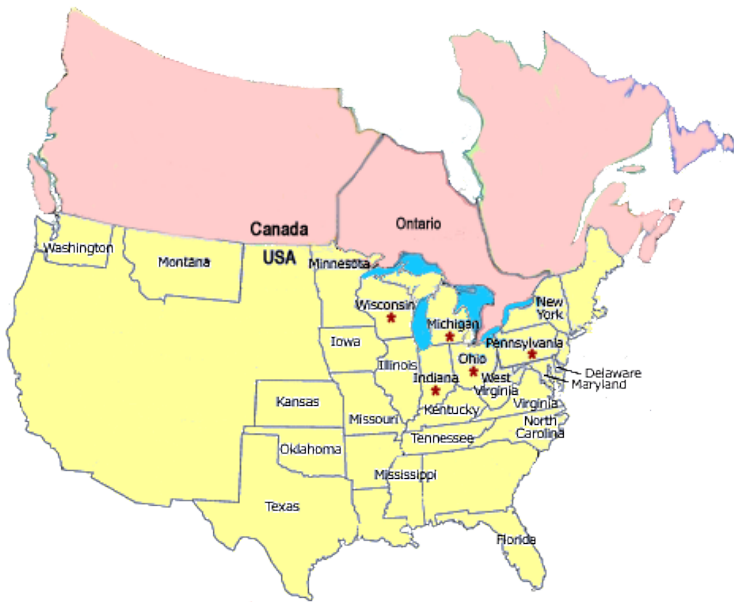 Canada
Ontario
USA
Washington
Montana
Minnesota
Wisconsin
Michigan
New
York
Iowa
Illinois
Indiana
Ohio
Pennsylvania
Delaware
Maryland
West
Virginia
Virginia
Kansas
Missouri
Kentucky
North
Carolina
Tennessee
Oklahoma
Mississippi
Texas
Florida